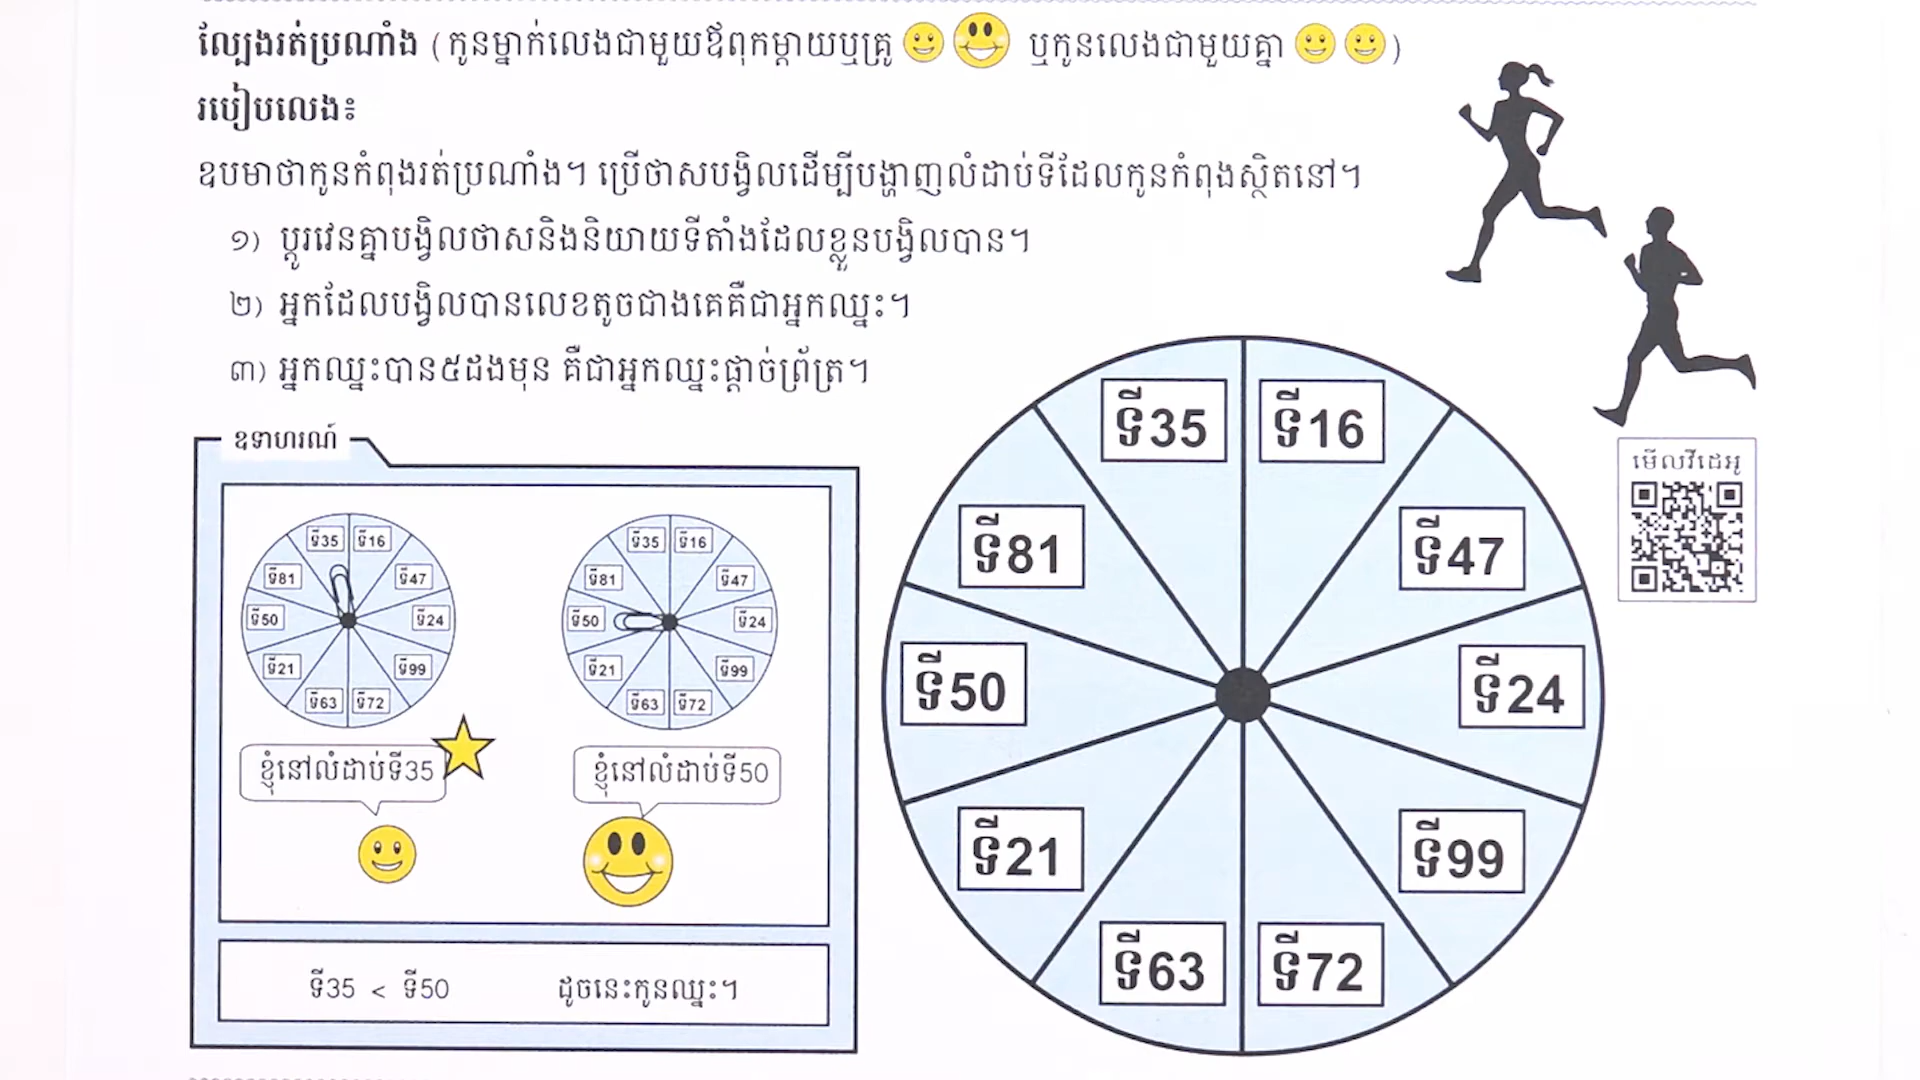 ល្បែងរត់ប្រណាំង ( កូនម្នាក់លេងជាមួយឪពុកម្ដាយឬគ្រូ ឬកូនលេងជាមួយគ្នា )
របៀបលេង៖
ឧបមាថាកូនកំពុងរត់ប្រណាំង។ ប្រើថាសបង្វិលដើម្បីបង្ហាញលំដាប់ទីដែលកូនកំពុងស្ថិតនៅ។
១) ប្ដូរវេនគ្នាបង្វិលថាសនិងនិយាយទីតាំងដែលខ្លួនបង្វិលបាន។
២) អ្នកដែលបង្វិលបានលេខតូចជាងគេគឺជាអ្នកឈ្នះ។
៣) អ្នកឈ្នះបាន៥ដងមុន គឺជាអ្នកឈ្នះផ្ដាច់ព្រ័ត្រ។
ឧទាហរណ៍
ទី35 ទី16
ទី81 ទី47
ទី50 ទី24
ទី21 ទី99
ទី63 ទី72
ទី35 ទី16
ទី81 ទី47
ទី50 ទី24
ទី21 ទី99
ទី63 ទី72
ខ្ញុំនៅលំដាប់ទី35
ខ្ញុំនៅលំដាប់ទី50
ទី35 < ទី50 ដូចនេះកូនឈ្នះ។
ទី35 ទី16
ទី81 ទី47
ទី50 ទី24
ទី21 ទី99
ទី63 ទី72
មើលវីដេអូ